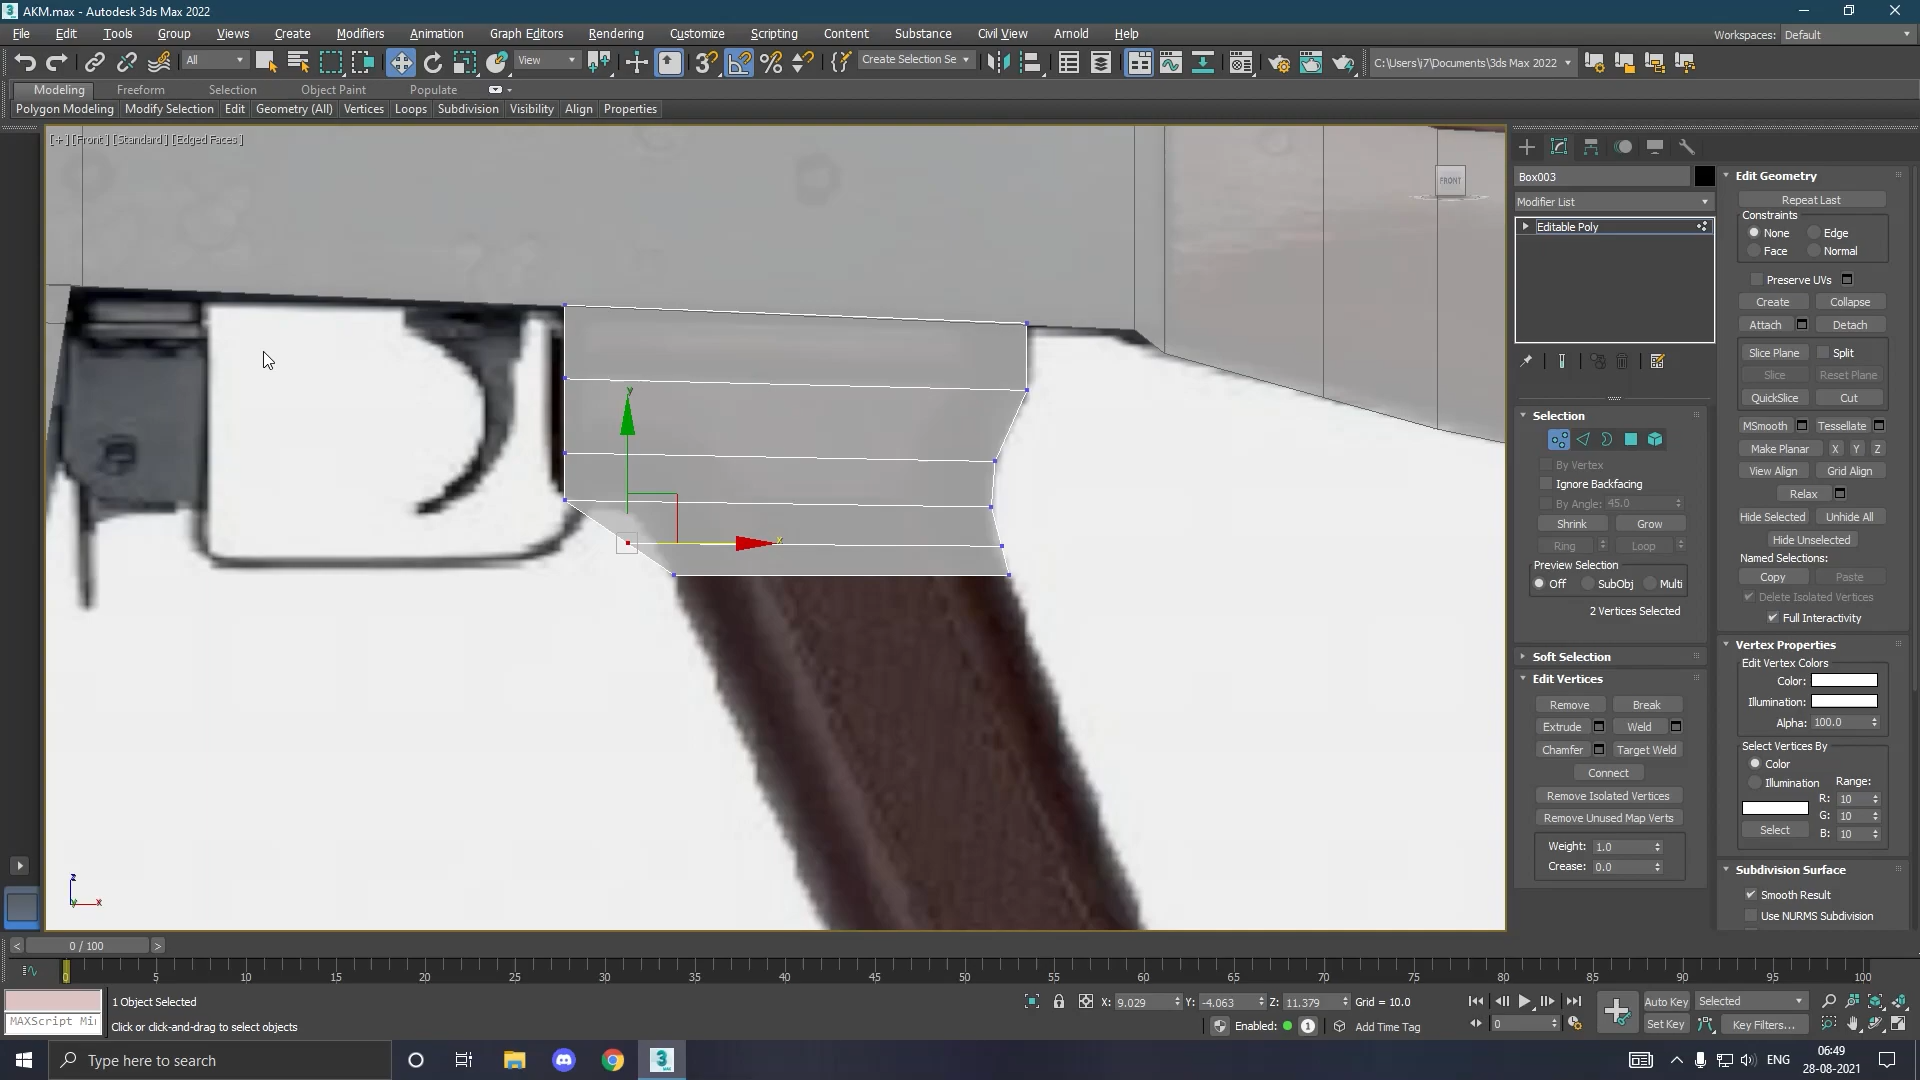 AKM.max - Autodesk 3ds Max 2022
File Edit Tools Group Views Create Modifiers Animation Graph Editors Rendering Customize Scripting Content Substance Civil View Arnold Help
Workspaces: Default
All View Create Selection Se C:\Users\j7\Documents\3ds Max 2022
Modeling Freeform Selection Object Paint Populate
Polygon Modeling Modify Selection Edit Geometry (All) Vertices Loops Subdivision Visibility Align Properties
[+] [Front] [Standard] [Edged Faces]
FRONT
y
x
z
y x
Box003
Modifier List
Editable Poly
Selection
By Vertex
Ignore Backfacing
By Angle: 45.0
Shrink Grow
Ring Loop
Preview Selection
Off SubObj Multi
2 Vertices Selected
Soft Selection
Edit Vertices
Remove Break
Extrude Weld
Chamfer Target Weld
Connect
Remove Isolated Vertices
Remove Unused Map Verts
Weight: 1.0
Crease: 0.0
Edit Geometry
Repeat Last
Constraints
None Edge
Face Normal
Preserve UVs
Create Collapse
Attach Detach
Slice Plane Split
Slice Reset Plane
QuickSlice Cut
MSmooth Tessellate
Make Planar X Y Z
View Align Grid Align
Relax
Hide Selected Unhide All
Hide Unselected
Named Selections:
Copy Paste
Delete Isolated Vertices
Full Interactivity
Vertex Properties
Edit Vertex Colors
Color:
Illumination:
Alpha: 100.0
Select Vertices By
Color
Illumination Range:
R: 10
G: 10
B: 10
Select
Subdivision Surface
Smooth Result
Use NURMS Subdivision
< 0 / 100 >
0 5 10 15 20 25 30 35 40 45 50 55 60 65 70 75 80 85 90 95 100
MAXScript Mi
1 Object Selected
Click or click-and-drag to select objects
X: 9.029 Y: -4.063 Z: 11.379 Grid = 10.0
Enabled: 1 Add Time Tag
0
Auto Key Selected
Set Key Key Filters...
Type here to search
ENG
06:49
28-08-2021